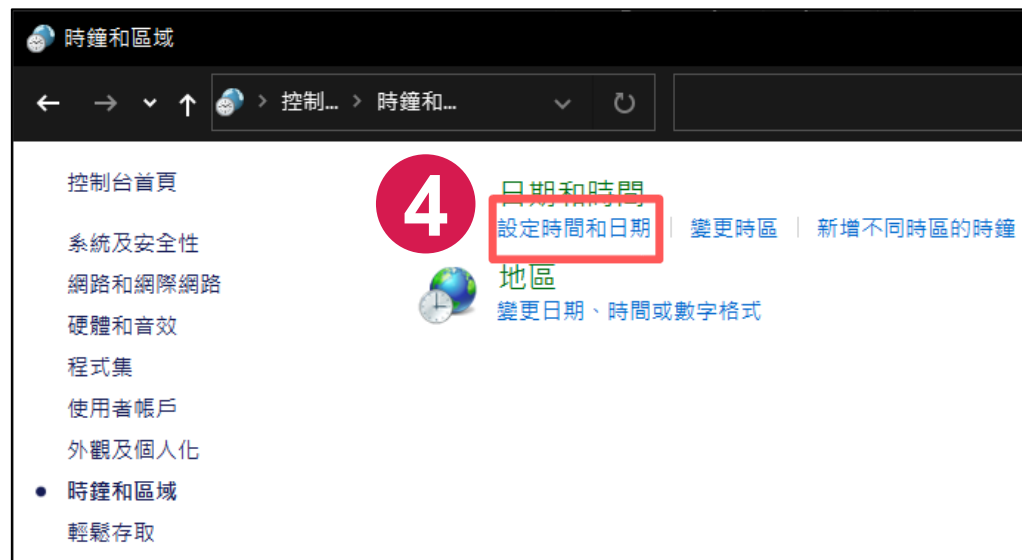 時鐘和區域
控制... > 時鐘和...
控制台首頁
系統及安全性
網路和網際網路
硬體和音效
程式集
使用者帳戶
外觀及個人化
時鐘和區域
輕鬆存取
4
日期和時間
設定時間和日期 | 變更時區 | 新增不同時區的時鐘
地區
變更日期、時間或數字格式